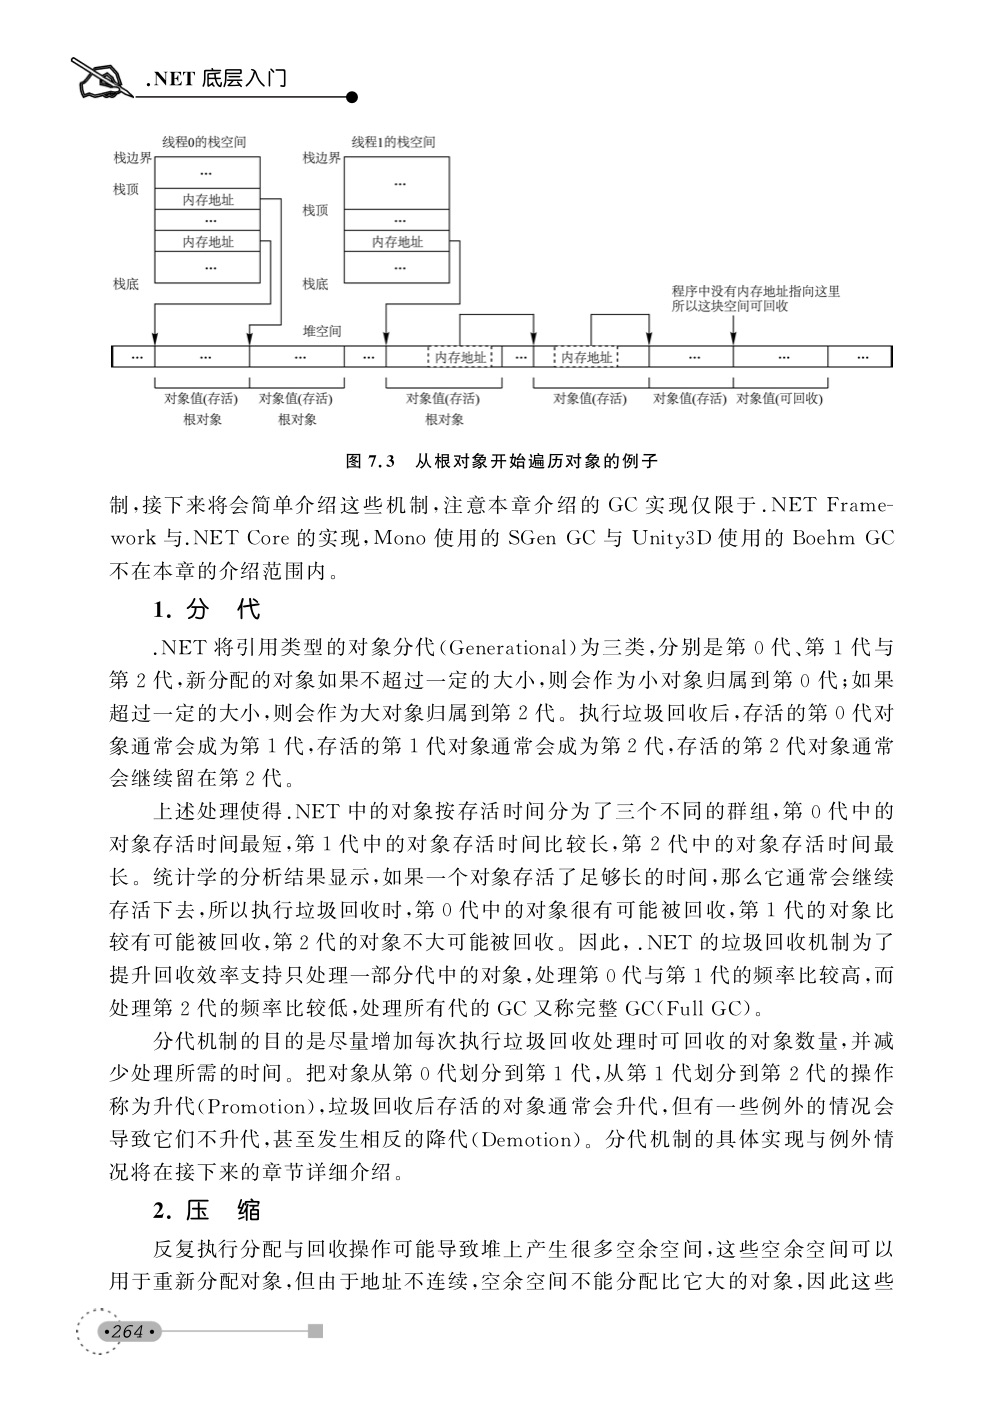 .NET 底层入门
线程0的栈空间 线程1的栈空间
栈边界 ... 栈边界 ...
栈顶 内存地址
... 栈顶 ...
内存地址 内存地址
... ...
栈底 栈底
程序中没有内存地址指向这里
所以这块空间可回收
堆空间
... ... ... ... 内存地址 ... 内存地址 ... ... ...
对象值(存活) 对象值(存活) 对象值(存活) 对象值(存活) 对象值(存活) 对象值(可回收)
根对象 根对象 根对象
图 7.3 从根对象开始遍历对象的例子
制,接下来将会简单介绍这些机制,注意本章介绍的 GC 实现仅限于.NET Frame-
work 与.NET Core 的实现,Mono 使用的 SGen GC 与 Unity3D 使用的 Boehm GC
不在本章的介绍范围内。
1. 分 代
.NET 将引用类型的对象分代(Generational)为三类,分别是第 0 代、第 1 代与
第 2 代,新分配的对象如果不超过一定的大小,则会作为小对象归属到第 0 代;如果
超过一定的大小,则会作为大对象归属到第 2 代。执行垃圾回收后,存活的第 0 代对
象通常会成为第 1 代,存活的第 1 代对象通常会成为第 2 代,存活的第 2 代对象通常
会继续留在第 2 代。
上述处理使得.NET 中的对象按存活时间分为了三个不同的群组,第 0 代中的
对象存活时间最短,第 1 代中的对象存活时间比较长,第 2 代中的对象存活时间最
长。统计学的分析结果显示,如果一个对象存活了足够长的时间,那么它通常会继续
存活下去,所以执行垃圾回收时,第 0 代中的对象很有可能被回收,第 1 代的对象比
较有可能被回收,第 2 代的对象不大可能被回收。因此,.NET 的垃圾回收机制为了
提升回收效率支持只处理一部分代中的对象,处理第 0 代与第 1 代的频率比较高,而
处理第 2 代的频率比较低,处理所有代的 GC 又称完整 GC(Full GC)。
分代机制的目的是尽量增加每次执行垃圾回收处理时可回收的对象数量,并减
少处理所需的时间。把对象从第 0 代划分到第 1 代,从第 1 代划分到第 2 代的操作
称为升代(Promotion),垃圾回收后存活的对象通常会升代,但有一些例外的情况会
导致它们不升代,甚至发生相反的降代(Demotion)。分代机制的具体实现与例外情
况将在接下来的章节详细介绍。
2. 压 缩
反复执行分配与回收操作可能导致堆上产生很多空余空间,这些空余空间可以
用于重新分配对象,但由于地址不连续,空余空间不能分配比它大的对象,因此这些
·264·